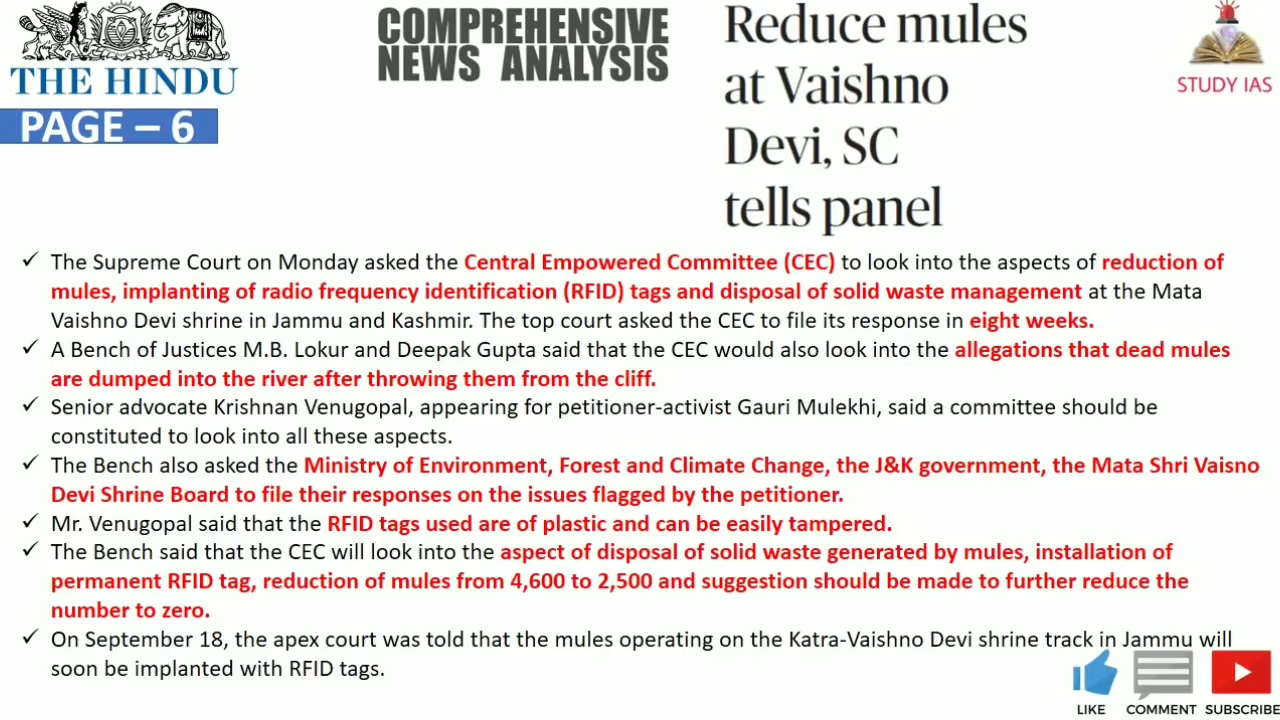 THE HINDU
PAGE – 6
COMPREHENSIVE
NEWS ANALYSIS
Reduce mules
at Vaishno
Devi, SC
tells panel
STUDY IAS
✓ The Supreme Court on Monday asked the Central Empowered Committee (CEC) to look into the aspects of reduction of
mules, implanting of radio frequency identification (RFID) tags and disposal of solid waste management at the Mata
Vaishno Devi shrine in Jammu and Kashmir. The top court asked the CEC to file its response in eight weeks.
✓ A Bench of Justices M.B. Lokur and Deepak Gupta said that the CEC would also look into the allegations that dead mules
are dumped into the river after throwing them from the cliff.
✓ Senior advocate Krishnan Venugopal, appearing for petitioner-activist Gauri Mulekhi, said a committee should be
constituted to look into all these aspects.
✓ The Bench also asked the Ministry of Environment, Forest and Climate Change, the J&K government, the Mata Shri Vaisno
Devi Shrine Board to file their responses on the issues flagged by the petitioner.
✓ Mr. Venugopal said that the RFID tags used are of plastic and can be easily tampered.
✓ The Bench said that the CEC will look into the aspect of disposal of solid waste generated by mules, installation of
permanent RFID tag, reduction of mules from 4,600 to 2,500 and suggestion should be made to further reduce the
number to zero.
✓ On September 18, the apex court was told that the mules operating on the Katra-Vaishno Devi shrine track in Jammu will
soon be implanted with RFID tags.
LIKE
COMMENT
SUBSCRIBE